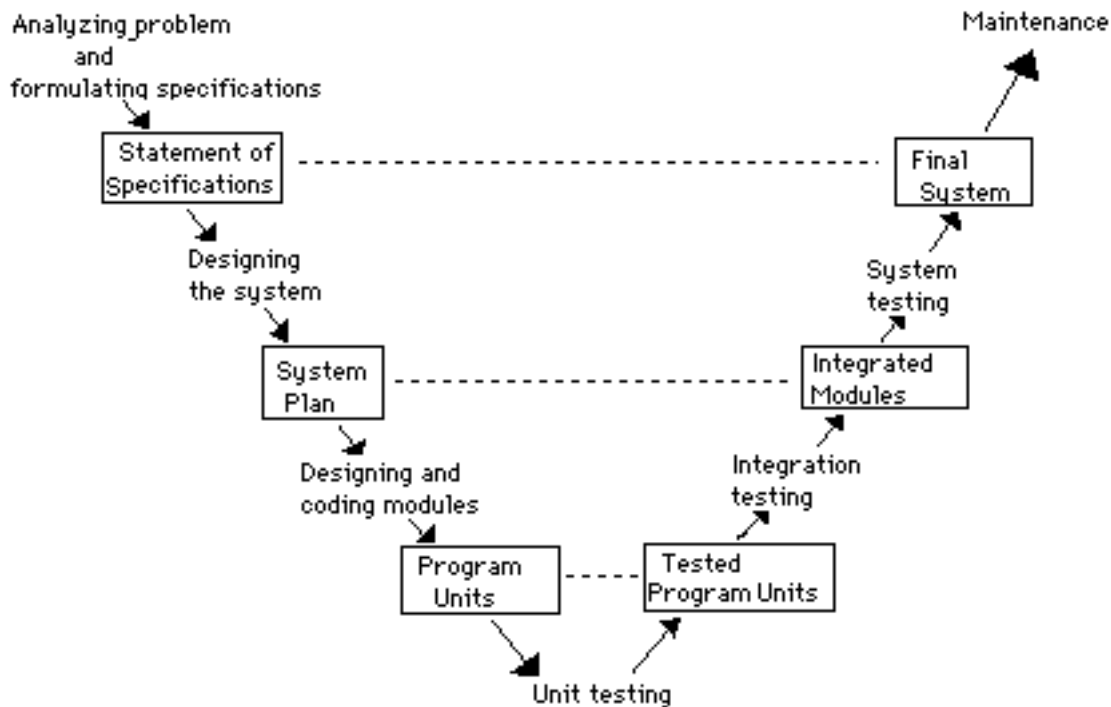 Analyzing problem
and
formulating specifications
Maintenance
Statement of
Specifications
Final
System
Designing
the system
System
testing
System
Plan
Integrated
Modules
Designing and
coding modules
Integration
testing
Program
Units
Tested
Program Units
Unit testing